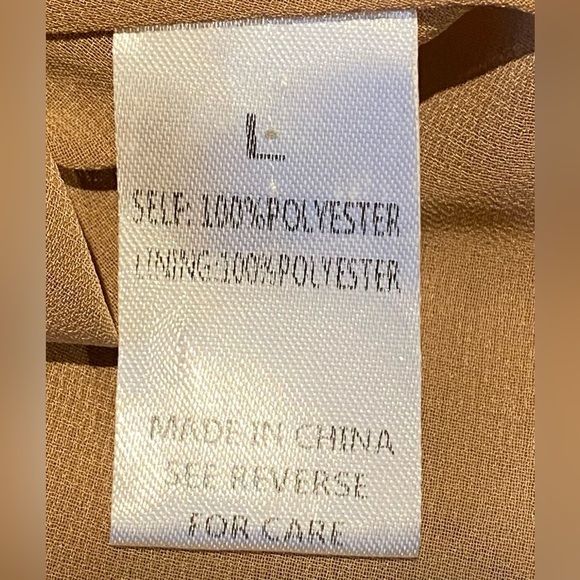 L
SELF: 100%POLYESTER
LINING:100%POLYESTER
MADE IN CHINA
SEE REVERSE
FOR CARE